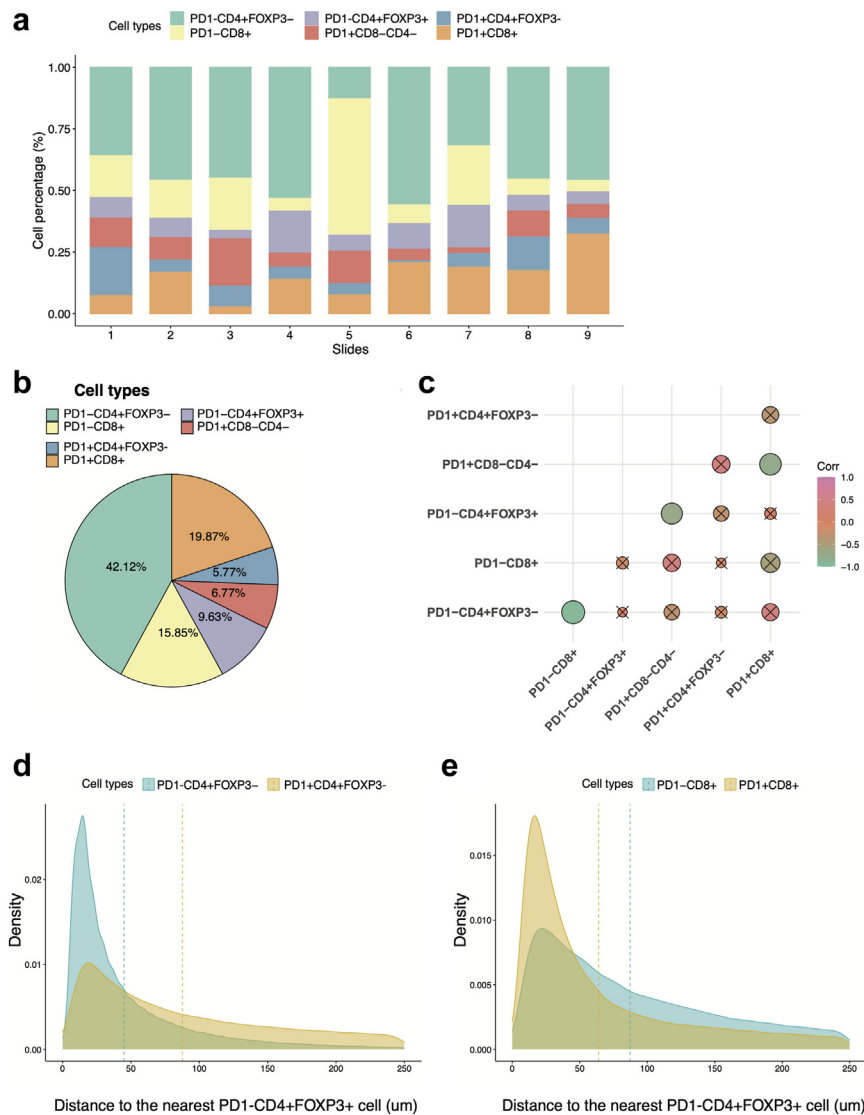 a
Cell types
PD1-CD4+FOXP3− PD1-CD4+FOXP3+ PD1+CD4+FOXP3-
PD1−CD8+ PD1+CD8−CD4− PD1+CD8+
Cell percentage (%)
1.00
0.75
0.50
0.25
0.00
1 2 3 4 5 6 7 8 9
Slides
b
Cell types
PD1−CD4+FOXP3− PD1−CD4+FOXP3+
PD1−CD8+ PD1+CD8−CD4−
PD1+CD4+FOXP3-
PD1+CD8+
19.87%
5.77%
6.77%
9.63%
15.85%
42.12%
c
PD1+CD4+FOXP3−
PD1+CD8−CD4−
PD1−CD4+FOXP3+
PD1−CD8+
PD1−CD4+FOXP3−
PD1−CD8+
PD1−CD4+FOXP3+
PD1+CD8−CD4−
PD1+CD4+FOXP3−
PD1+CD8+
Corr
1.0
0.5
0.0
−0.5
−1.0
d
Cell types PD1-CD4+FOXP3− PD1+CD4+FOXP3-
Density
0.02
0.01
0.00
0 50 100 150 200 250
Distance to the nearest PD1-CD4+FOXP3+ cell (um)
e
Cell types PD1−CD8+ PD1+CD8+
Density
0.015
0.010
0.005
0.000
0 50 100 150 200 250
Distance to the nearest PD1-CD4+FOXP3+ cell (um)